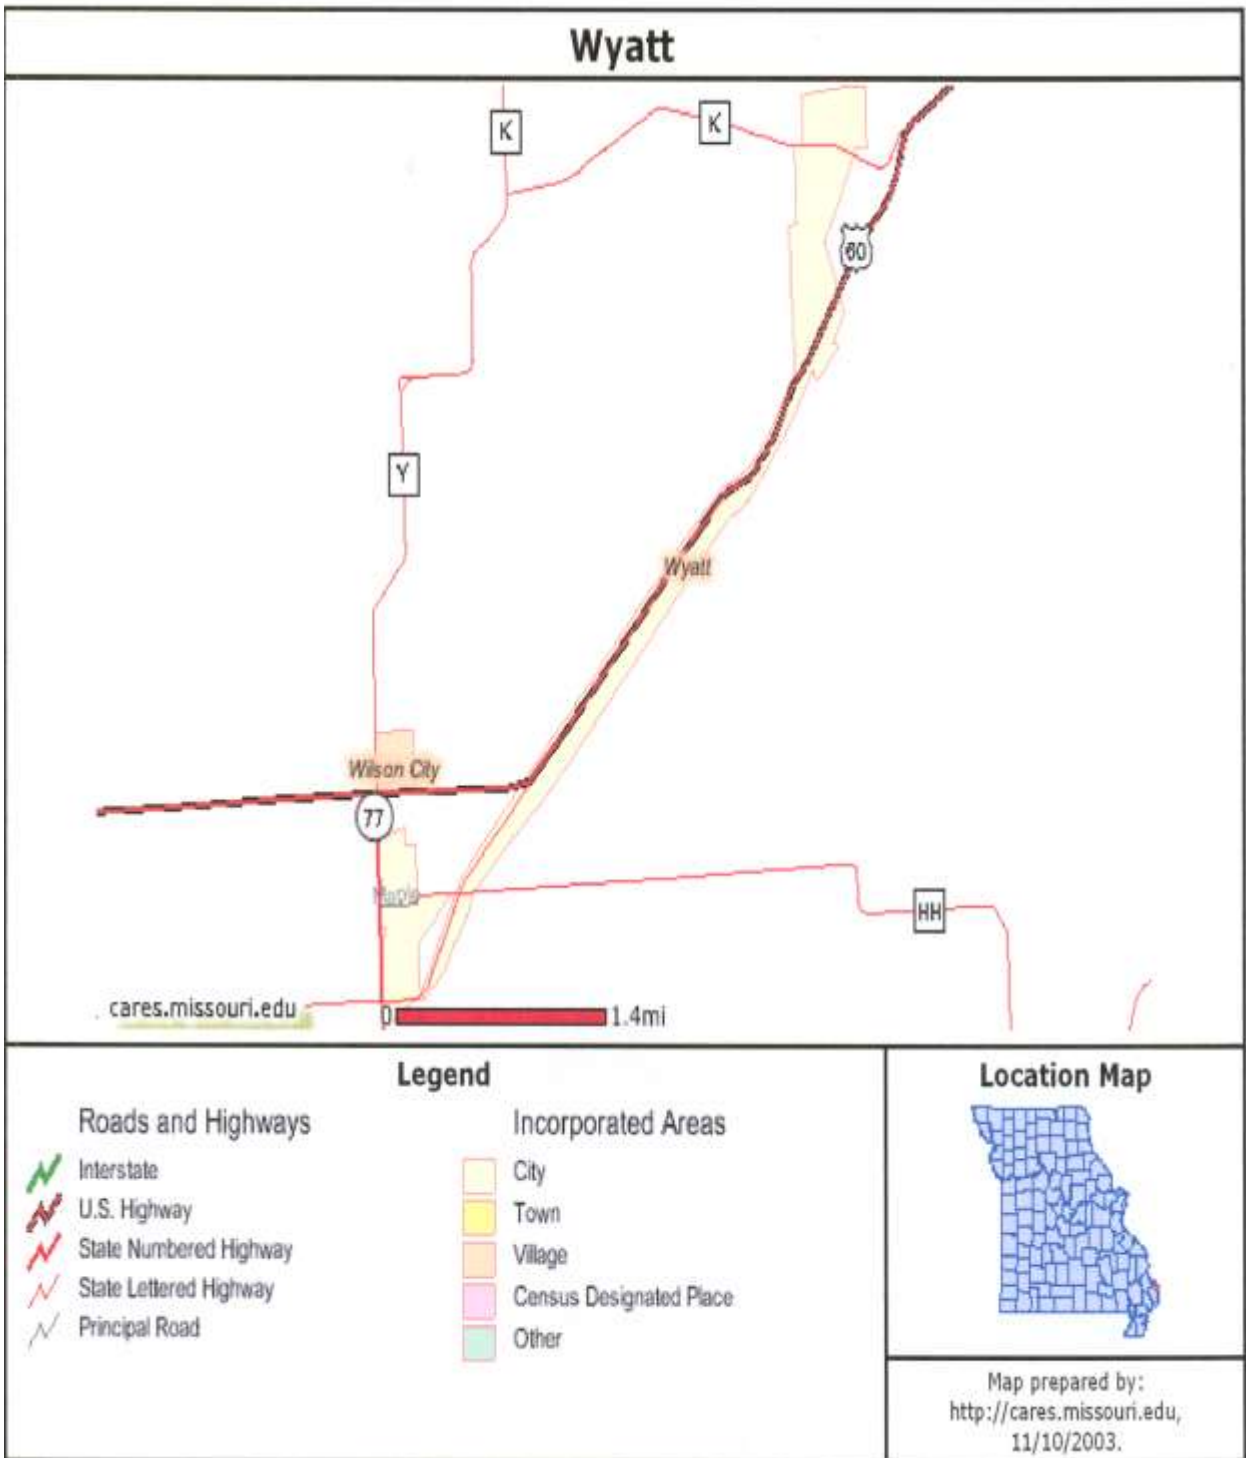 Wyatt
K
K
60
Y
Wyatt
Wilson City
77
Maple
HH
cares.missouri.edu
0
1.4mi
Legend
Roads and Highways
Interstate
U.S. Highway
State Numbered Highway
State Lettered Highway
Principal Road
Incorporated Areas
City
Town
Village
Census Designated Place
Other
Location Map
Map prepared by:
http://cares.missouri.edu,
11/10/2003.